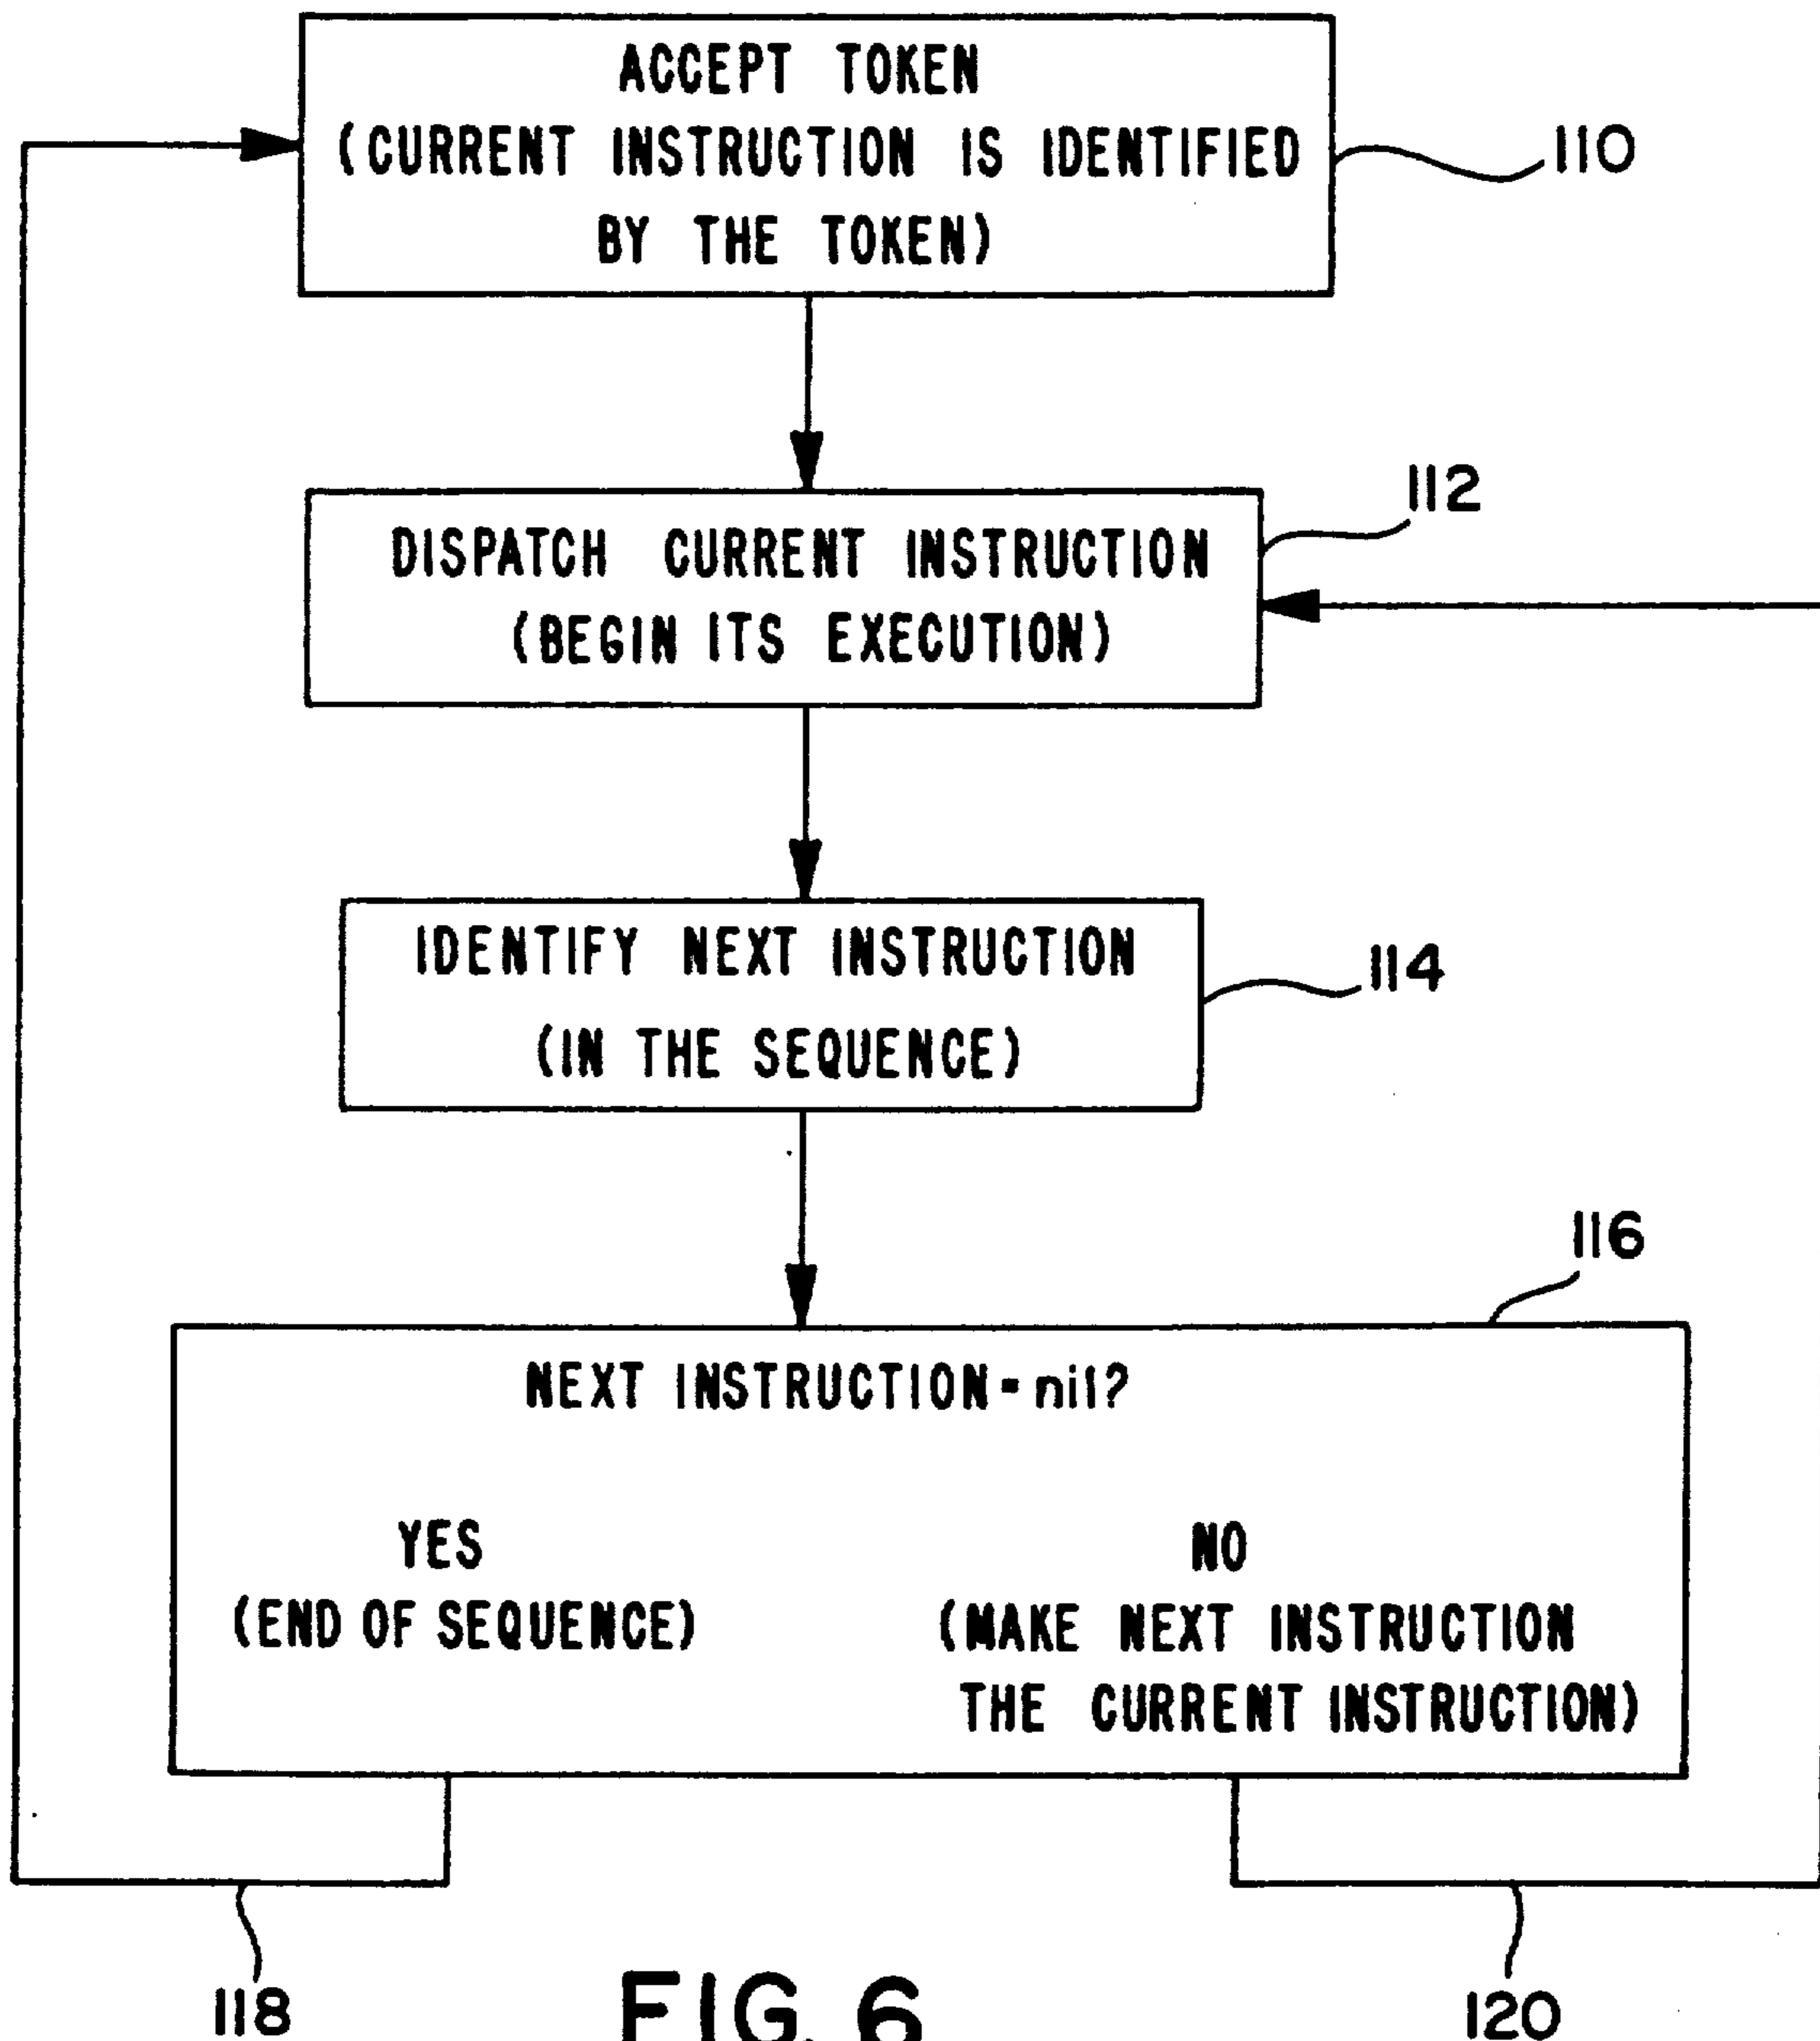 ACCEPT TOKEN
(CURRENT INSTRUCTION IS IDENTIFIED
BY THE TOKEN)
110
112
DISPATCH CURRENT INSTRUCTION
(BEGIN ITS EXECUTION)
IDENTIFY NEXT INSTRUCTION
114
(IN THE SEQUENCE)
116
NEXT INSTRUCTION = nil?
YES
NO
(END OF SEQUENCE)
(MAKE NEXT INSTRUCTION
THE CURRENT INSTRUCTION)
118
FIG. 6
120